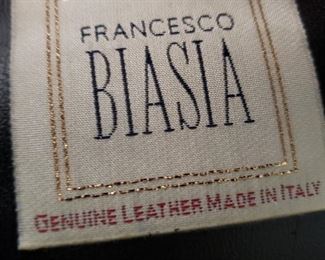 FRANCESCO
BIASIA
GENUINE LEATHER MADE IN ITALY